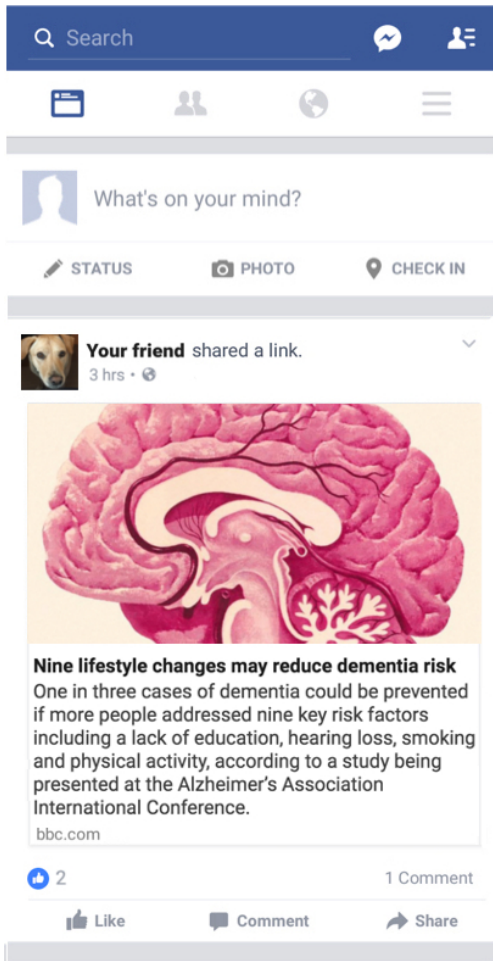 Search
What's on your mind?
STATUS PHOTO CHECK IN
Your friend shared a link.
3 hrs •
Nine lifestyle changes may reduce dementia risk
One in three cases of dementia could be prevented
if more people addressed nine key risk factors
including a lack of education, hearing loss, smoking
and physical activity, according to a study being
presented at the Alzheimer's Association
International Conference.
bbc.com
2 1 Comment
Like Comment Share